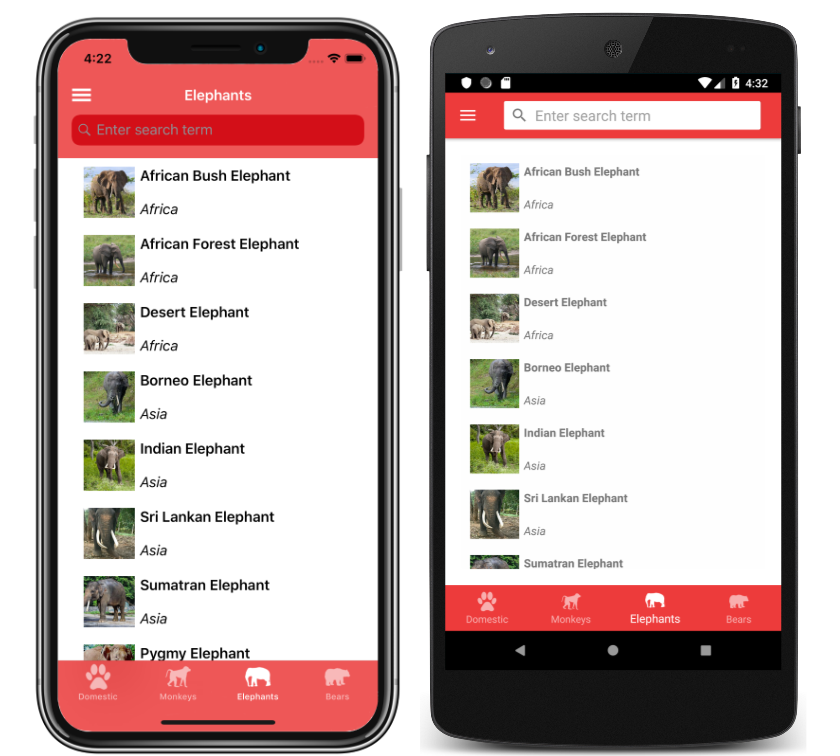 4:22
Elephants
Enter search term
African Bush Elephant
Africa
African Forest Elephant
Africa
Desert Elephant
Africa
Borneo Elephant
Asia
Indian Elephant
Asia
Sri Lankan Elephant
Asia
Sumatran Elephant
Asia
Pygmy Elephant
Domestic Monkeys Elephants Bears
4:32
Enter search term
African Bush Elephant
Africa
African Forest Elephant
Africa
Desert Elephant
Africa
Borneo Elephant
Asia
Indian Elephant
Asia
Sri Lankan Elephant
Asia
Sumatran Elephant
Domestic Monkeys Elephants Bears